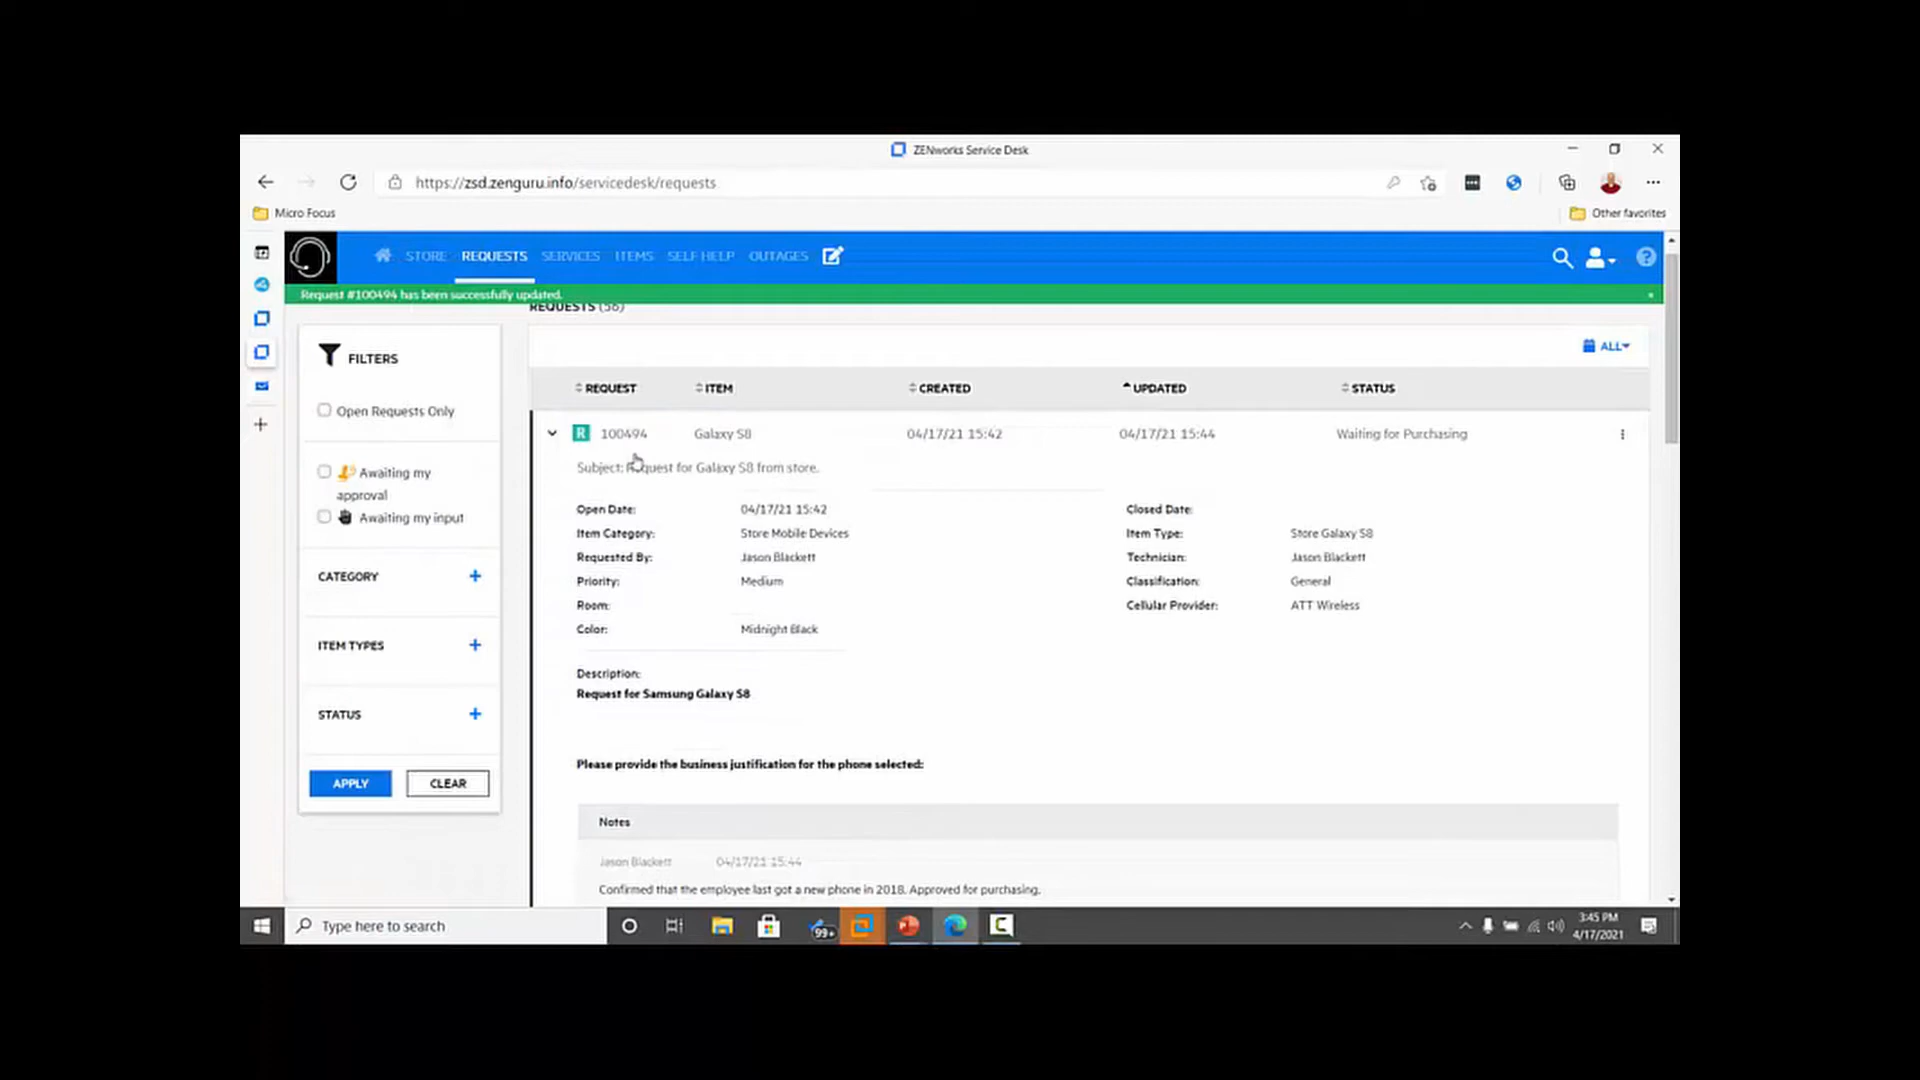 ZENworks Service Desk
https://zsd.zenguru.info/servicedesk/requests
Micro Focus
Other favorites
STORE REQUESTS SERVICES ITEMS SELF HELP OUTAGES
Request #100494 has been successfully updated.
REQUESTS (56)
FILTERS
Open Requests Only
Awaiting my
approval
Awaiting my input
CATEGORY
ITEM TYPES
STATUS
APPLY CLEAR
ALL
REQUEST ITEM CREATED UPDATED STATUS
R 100494 Galaxy S8 04/17/21 15:42 04/17/21 15:44 Waiting for Purchasing
Subject: Request for Galaxy S8 from store.
Open Date: 04/17/21 15:42 Closed Date:
Item Category: Store Mobile Devices Item Type: Store Galaxy S8
Requested By: Jason Blackett Technician: Jason Blackett
Priority: Medium Classification: General
Room: Cellular Provider: ATT Wireless
Color: Midnight Black
Description:
Request for Samsung Galaxy S8
Please provide the business justification for the phone selected:
Notes
Jason Blackett 04/17/21 15:44
Confirmed that the employee last got a new phone in 2018. Approved for purchasing.
Type here to search
99+
3:45 PM
4/17/2021